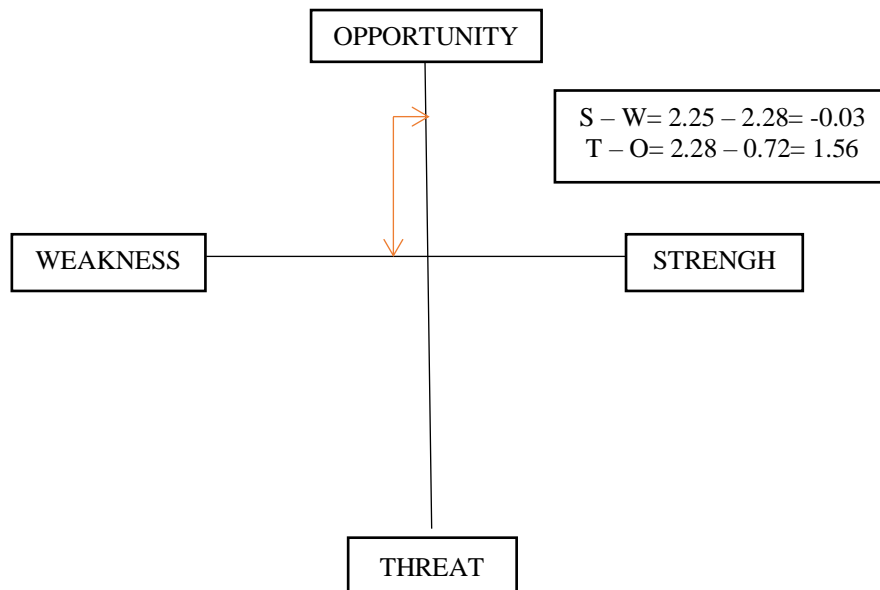 OPPORTUNITY
S – W= 2.25 – 2.28= -0.03
T – O= 2.28 – 0.72= 1.56
WEAKNESS
STRENGH
THREAT